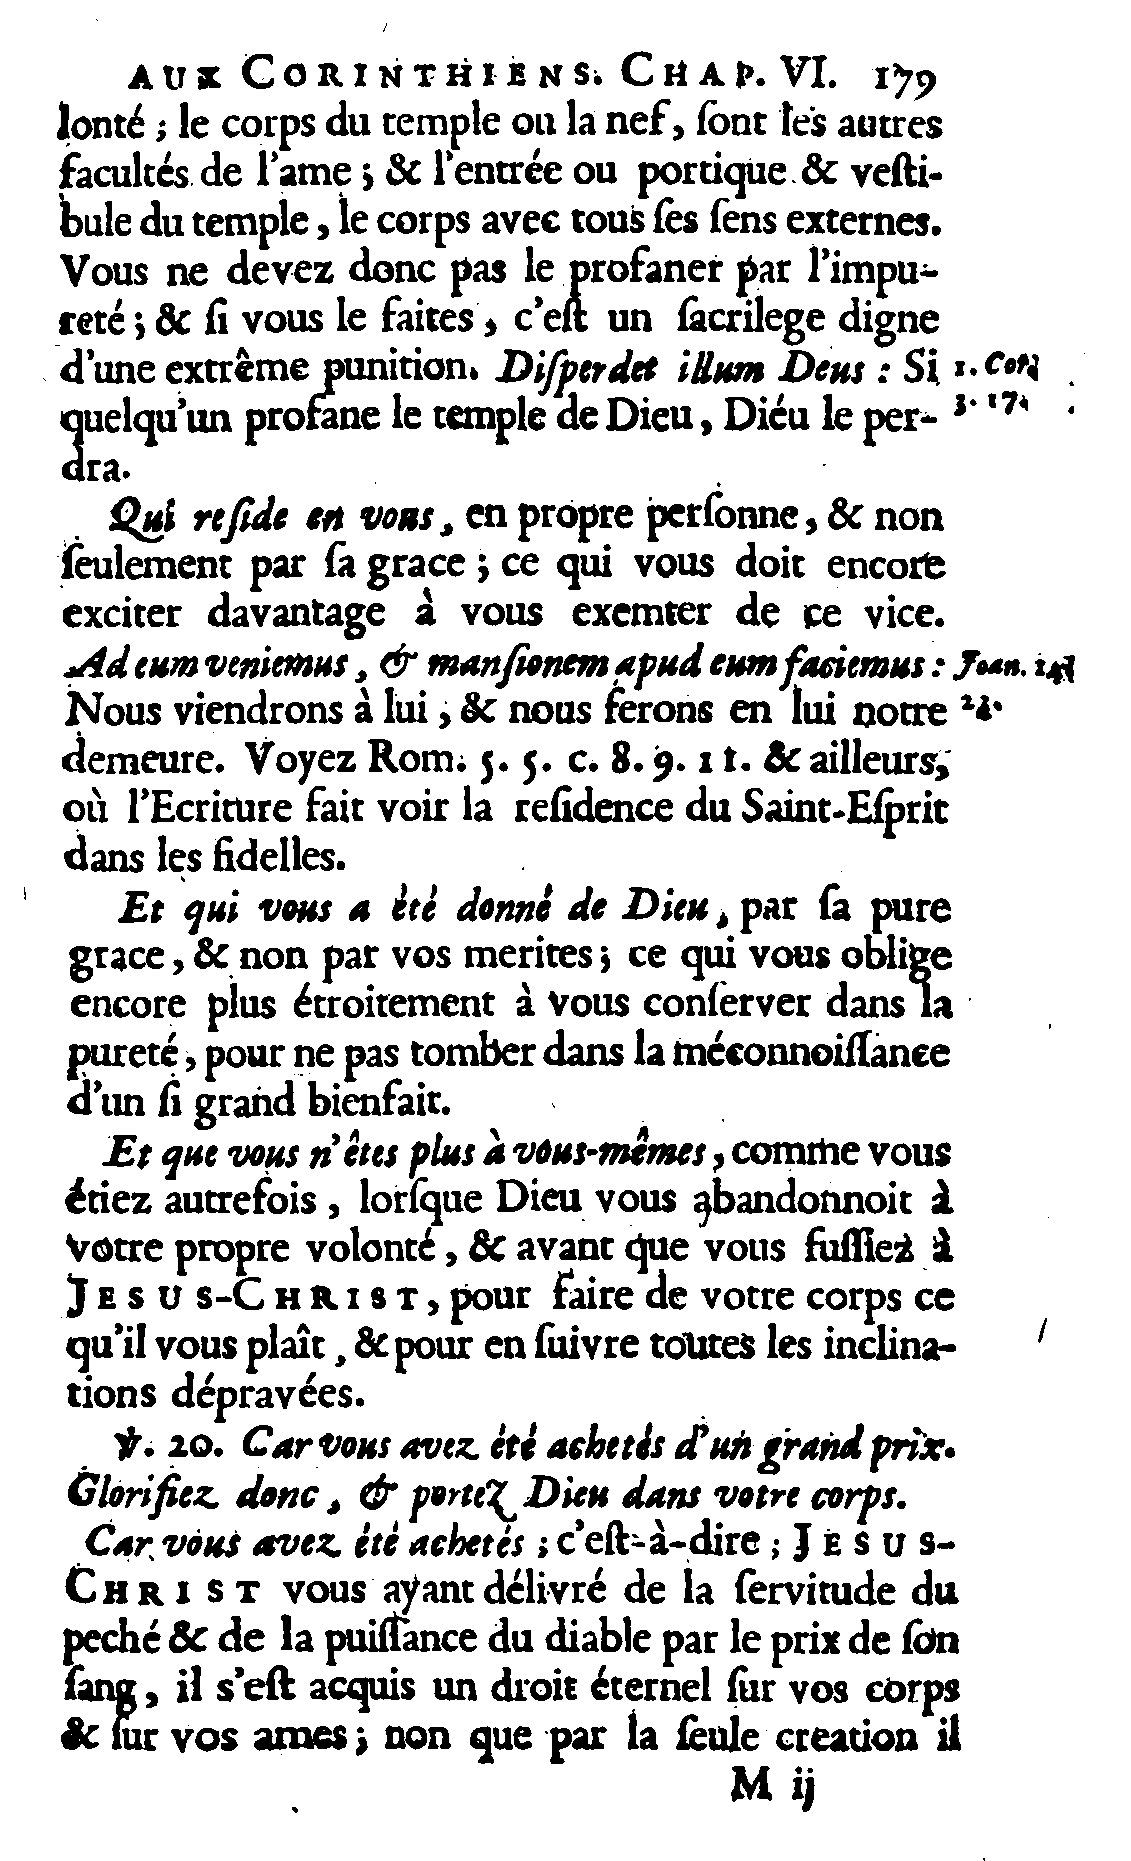 AUX CORINTHIENS. CHAP. VI. 179
lonté ; le corps du temple ou la nef, ſont les autres
facultés de l'ame ; & l'entrée ou portique & veſti-
bule du temple, le corps avec tous ſes ſens externes.
Vous ne devez donc pas le profaner par l'impu-
reté ; & ſi vous le faites, c'eſt un ſacrilege digne
d'une extrême punition. Diſperdet illum Deus : Si 1. Cor.
quelqu'un profane le temple de Dieu, Dieu le per- 3. 17.
dra.
Qui reſide en vous, en propre perſonne, & non
ſeulement par ſa grace ; ce qui vous doit encore
exciter davantage à vous exemter de ce vice.
Ad eum veniemus, & manſionem apud eum faciemus : Joan. 14.
Nous viendrons à lui, & nous ferons en lui notre
demeure. Voyez Rom. 5. 5. c. 8. 9. 11. & ailleurs,
où l'Ecriture fait voir la reſidence du Saint-Eſprit
dans les fidelles.
Et qui vous a été donné de Dieu, par ſa pure
grace, & non par vos merites ; ce qui vous oblige
encore plus étroitement à vous conſerver dans la
pureté, pour ne pas tomber dans la méconnoiſſance
d'un ſi grand bienfait.
Et que vous n'êtes plus à vous-mêmes, comme vous
étiez autrefois, lorſque Dieu vous abandonnoit à
votre propre volonté, & avant que vous fuſſiez à
JESUS-CHRIST, pour faire de votre corps ce
qu'il vous plaît, & pour en ſuivre toutes les inclina-
tions dépravées.
℣. 20. Car vous avez été achetés d'un grand prix.
Glorifiez donc, & portez Dieu dans votre corps.
Car vous avez été achetés ; c'eſt-à-dire ; JESUS-
CHRIST vous ayant délivré de la ſervitude du
peché & de la puiſſance du diable par le prix de ſon
ſang, il s'eſt acquis un droit éternel ſur vos corps
& ſur vos ames ; non que par la ſeule creation il
M ij